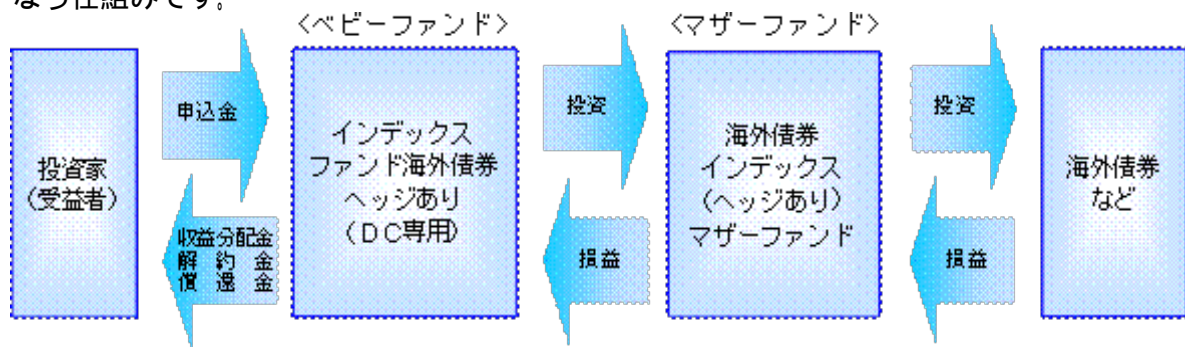 なう仕組みです。
〈ベビーファンド〉
〈マザーファンド〉
投資家
（受益者）
申込金
収益分配金
解約金
償還金
インデックス
ファンド海外債券
ヘッジあり
（ＤＣ専用）
投資
損益
海外債券
インデックス
（ヘッジあり）
マザーファンド
投資
損益
海外債券
など